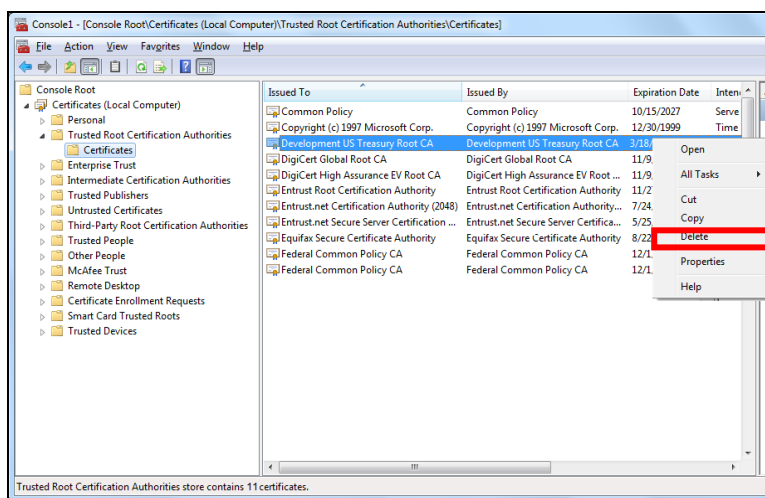 Console1 - [Console Root\Certificates (Local Computer)\Trusted Root Certification Authorities\Certificates]
File Action View Favorites Window Help
Console Root
Certificates (Local Computer)
Personal
Trusted Root Certification Authorities
Certificates
Enterprise Trust
Intermediate Certification Authorities
Trusted Publishers
Untrusted Certificates
Third-Party Root Certification Authorities
Trusted People
Other People
McAfee Trust
Remote Desktop
Certificate Enrollment Requests
Smart Card Trusted Roots
Trusted Devices
Issued To Issued By Expiration Date Inten
Common Policy Common Policy 10/15/2027 Serve
Copyright (c) 1997 Microsoft Corp. Copyright (c) 1997 Microsoft Corp. 12/30/1999 Time
Development US Treasury Root CA Development US Treasury Root CA 3/18/
DigiCert Global Root CA DigiCert Global Root CA 11/9
DigiCert High Assurance EV Root CA DigiCert High Assurance EV Root ... 11/9
Entrust Root Certification Authority Entrust Root Certification Authority 11/2
Entrust.net Certification Authority (2048) Entrust.net Certification Authority... 7/24
Entrust.net Secure Server Certification ... Entrust.net Secure Server Certifica... 5/25
Equifax Secure Certificate Authority Equifax Secure Certificate Authority 8/22
Federal Common Policy CA Federal Common Policy CA 12/1
Federal Common Policy CA Federal Common Policy CA 12/1
Open
All Tasks
Cut
Copy
Delete
Properties
Help
Trusted Root Certification Authorities store contains 11 certificates.